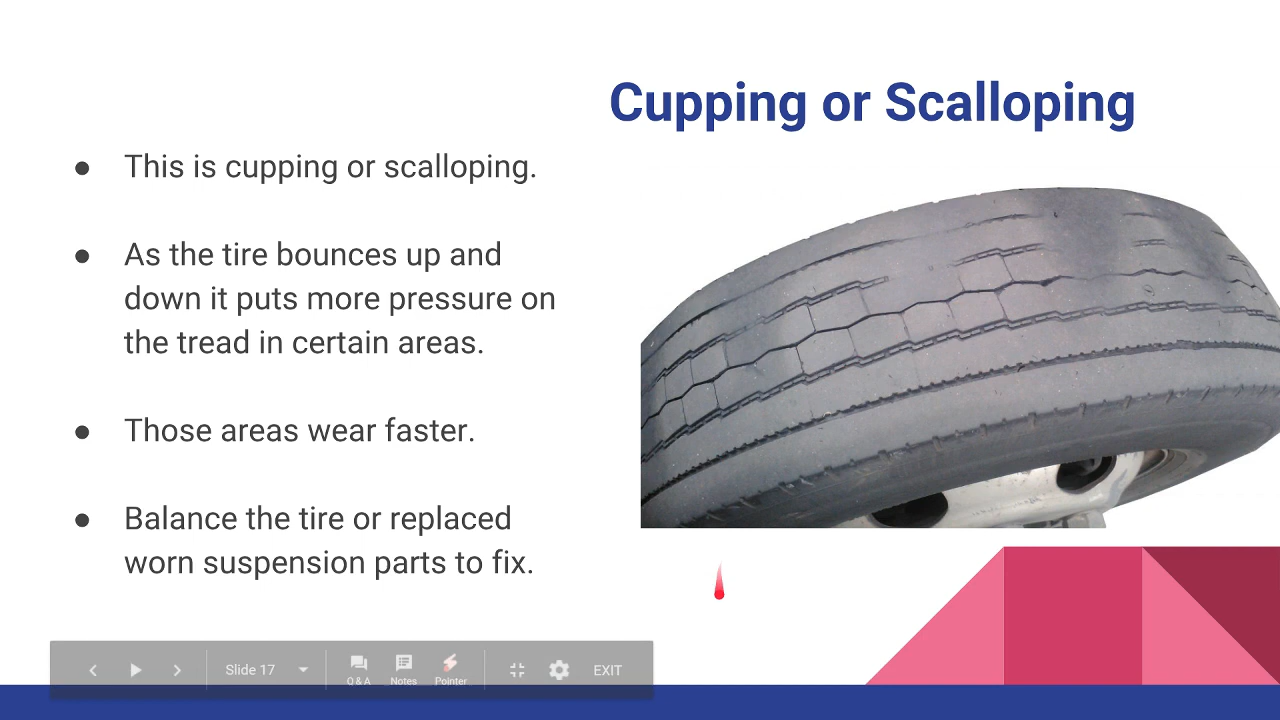 Cupping or Scalloping
● This is cupping or scalloping.
● As the tire bounces up and
down it puts more pressure on
the tread in certain areas.
● Those areas wear faster.
● Balance the tire or replaced
worn suspension parts to fix.
Slide 17
Q & A
Notes
Pointer
EXIT